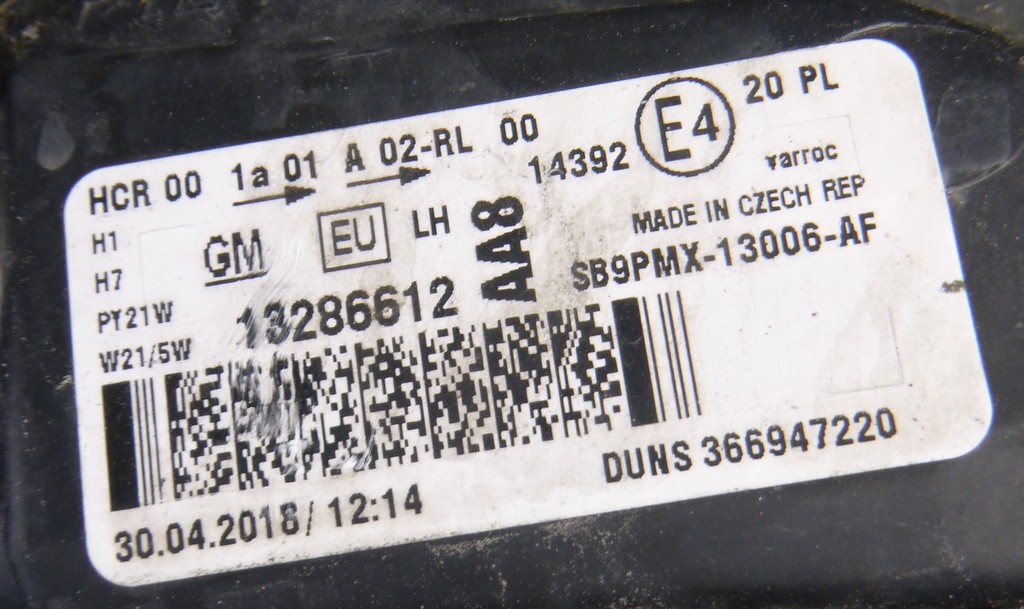 HCR 00 1a 01 A 02-RL 00 14392 E4 20 PL
H1
H7
PY21W
W21/5W
GM EU LH AA8
varroc
MADE IN CZECH REP
13286612 SB9PMX-13006-AF
DUNS 366947220
30.04.2018/ 12:14